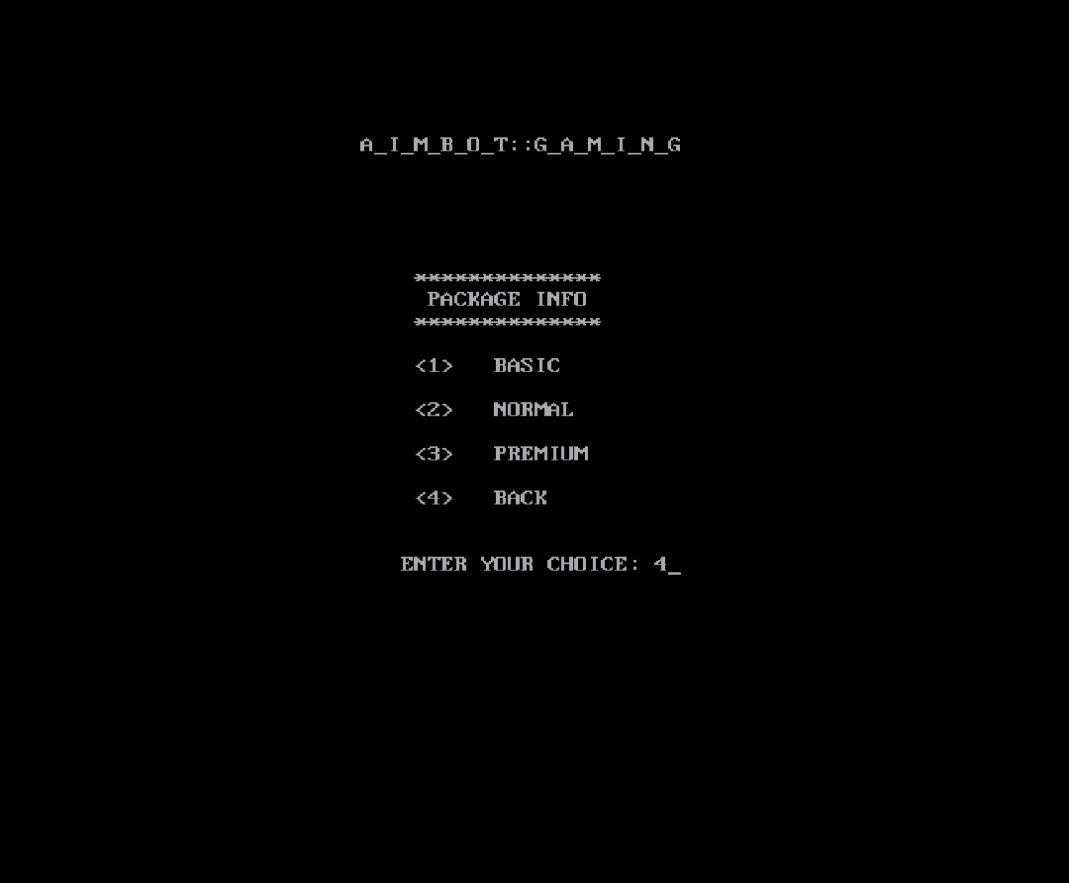 A_I_M_B_O_T::G_A_M_I_N_G
**************
PACKAGE INFO
**************
<1> BASIC
<2> NORMAL
<3> PREMIUM
<4> BACK
ENTER YOUR CHOICE: 4_